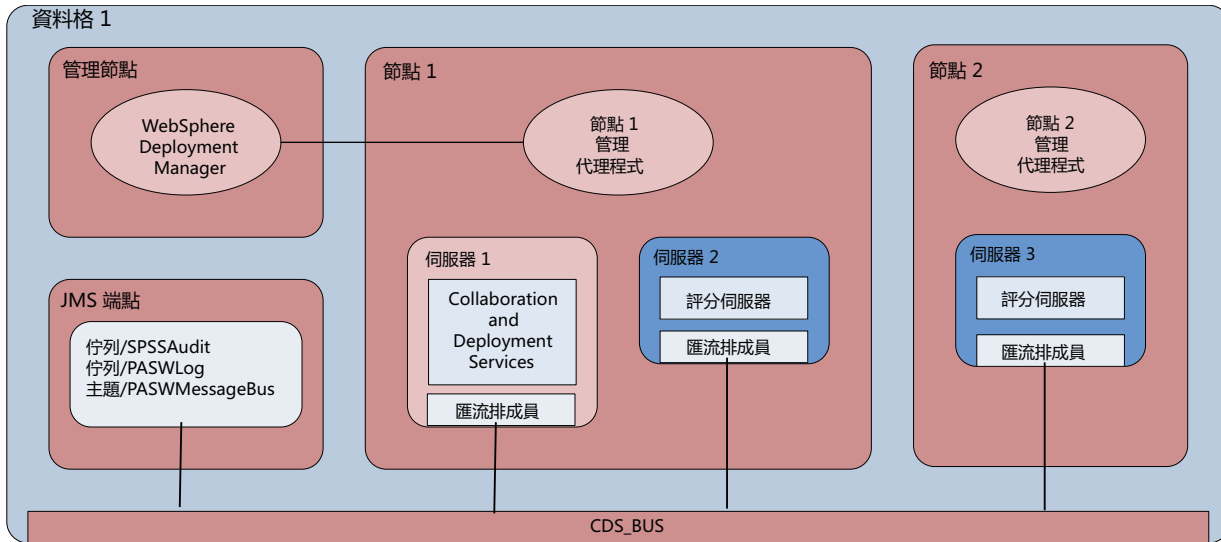 資料格 1
管理節點
WebSphere
Deployment
Manager
節點 1
節點 1
管理
代理程式
節點 2
節點 2
管理
代理程式
JMS 端點
佇列/SPSSAudit
佇列/PASWLog
主題/PASWMessageBus
伺服器 1
Collaboration
and
Deployment
Services
匯流排成員
伺服器 2
評分伺服器
匯流排成員
伺服器 3
評分伺服器
匯流排成員
CDS_BUS